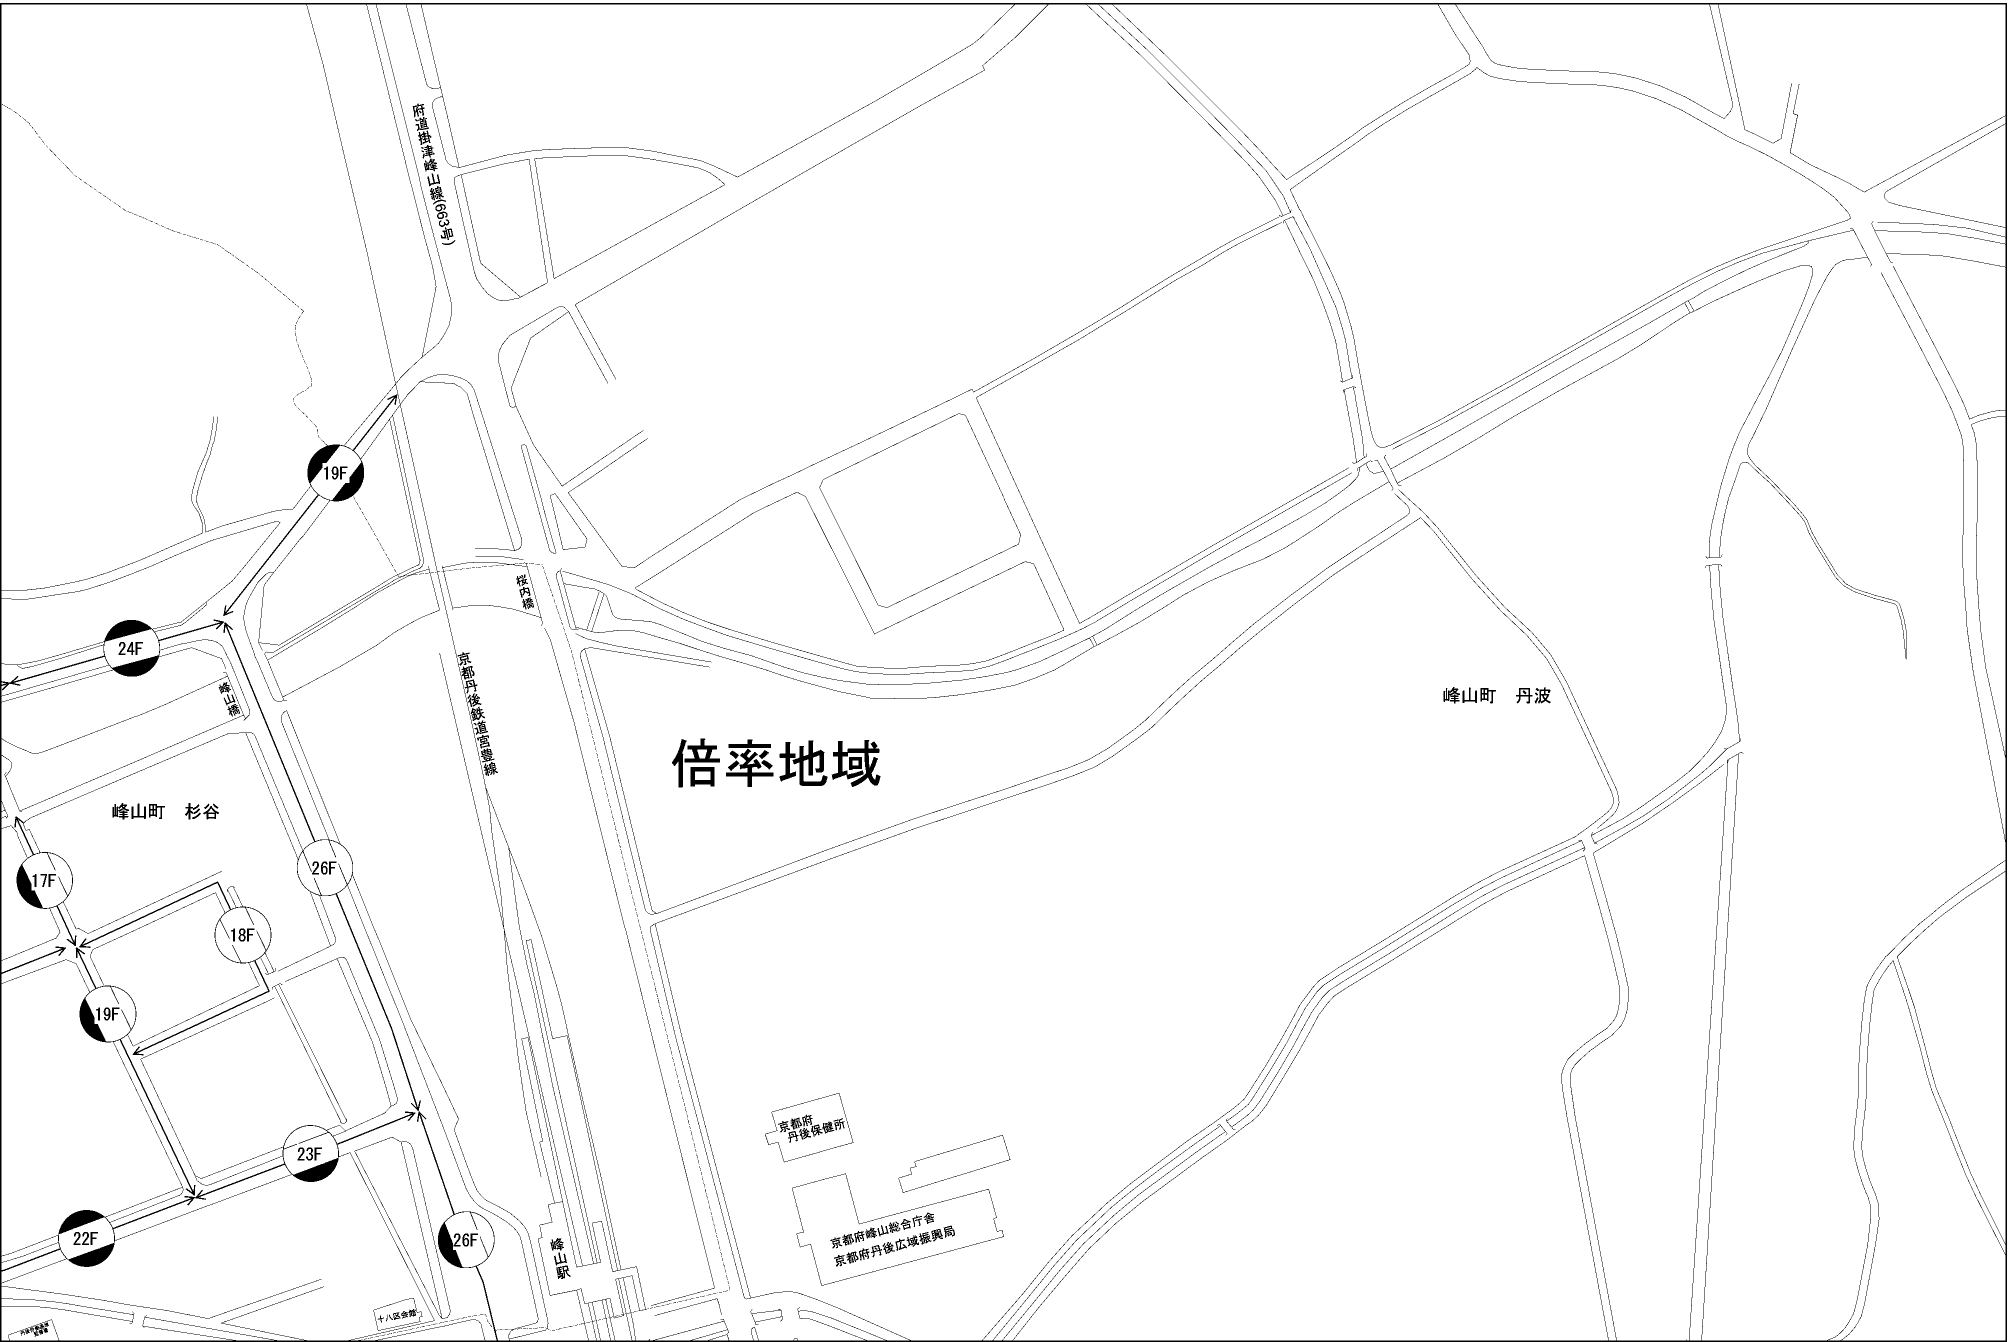 府道掛津峰山線(663号)
19F
桜内橋
24F
京都丹後鉄道宮豊線
峰山橋
峰山町　丹波
倍率地域
峰山町　杉谷
26F
17F
18F
19F
京都府
丹後保健所
23F
22F
26F
京都府峰山総合庁舎
京都府丹後広域振興局
峰山駅
十八区会館